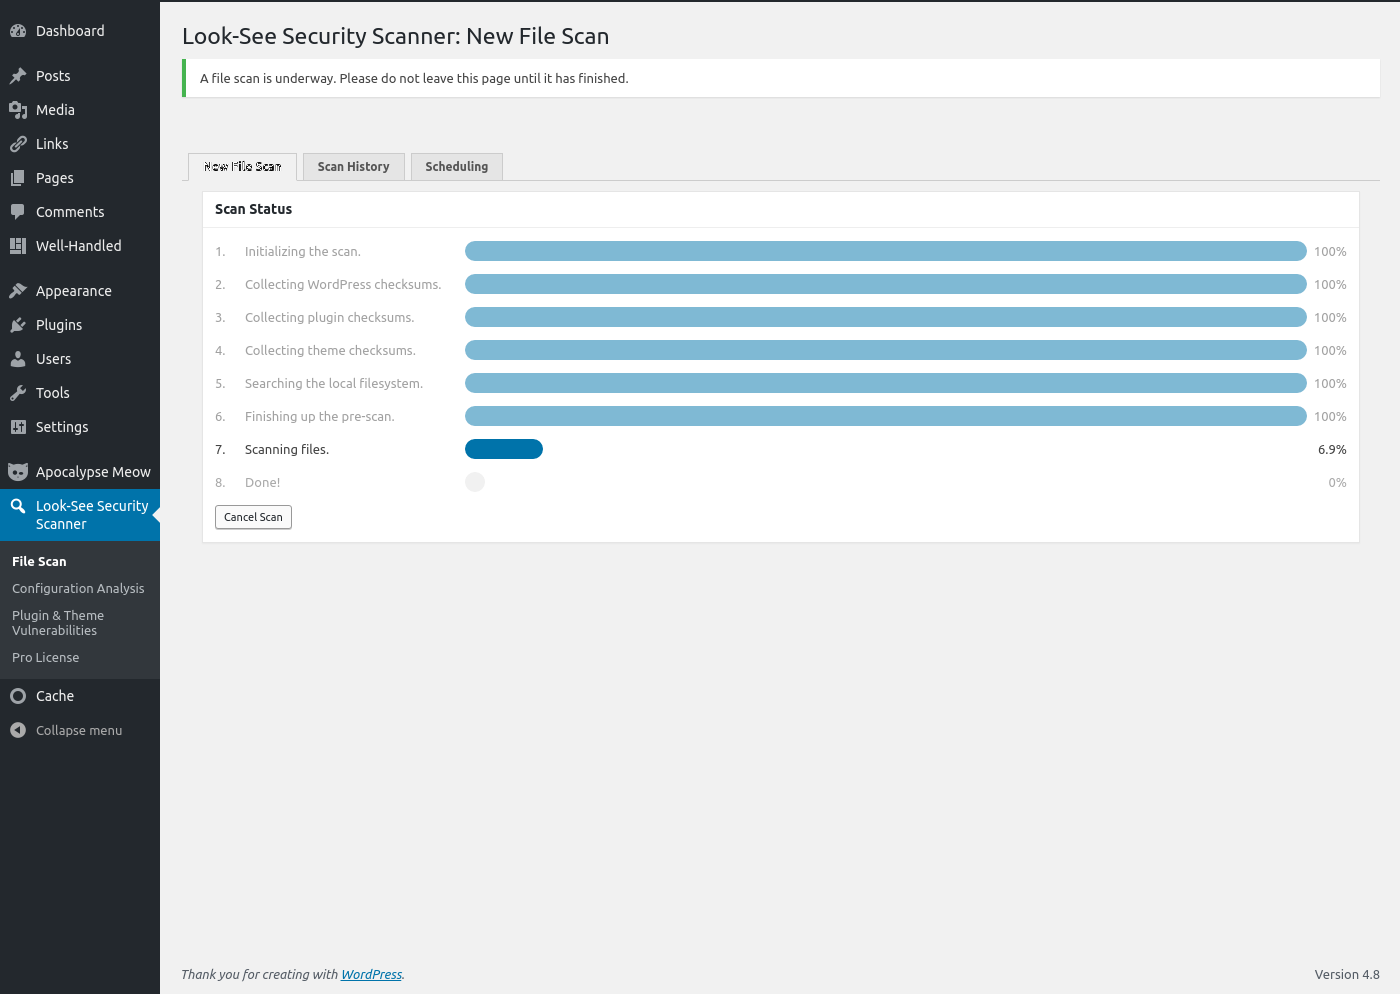 Dashboard
Posts
Media
Links
Pages
Comments
Well-Handled
Appearance
Plugins
Users
Tools
Settings
Apocalypse Meow
Look-See Security
Scanner
File Scan
Configuration Analysis
Plugin & Theme
Vulnerabilities
Pro License
Cache
Collapse menu
Look-See Security Scanner: New File Scan
A file scan is underway. Please do not leave this page until it has finished.
New File Scan Scan History Scheduling
Scan Status
1. Initializing the scan. 100%
2. Collecting WordPress checksums. 100%
3. Collecting plugin checksums. 100%
4. Collecting theme checksums. 100%
5. Searching the local filesystem. 100%
6. Finishing up the pre-scan. 100%
7. Scanning files. 6.9%
8. Done! 0%
Cancel Scan
Thank you for creating with WordPress. Version 4.8